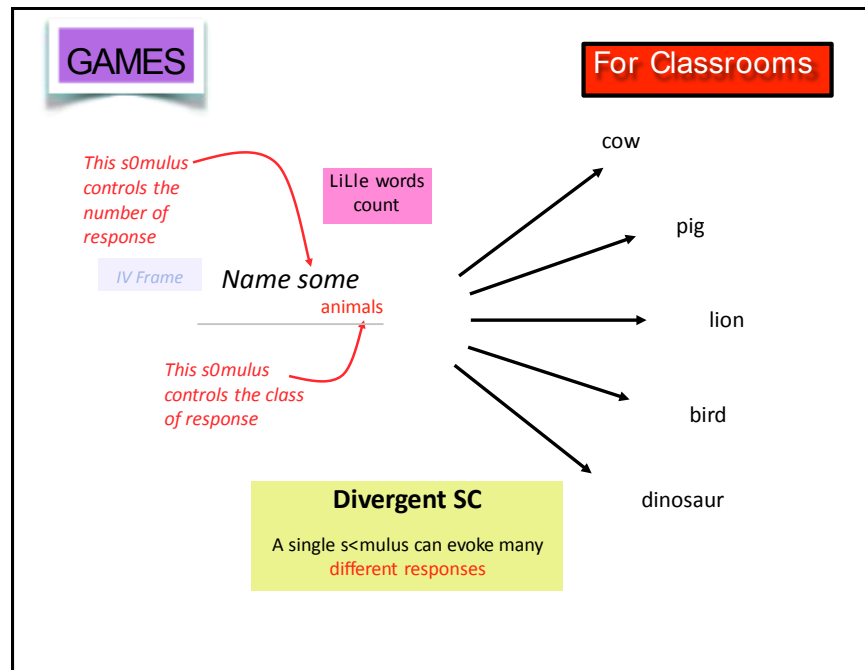 GAMES
For Classrooms
This s0mulus
controls the
number of
response
LiLle words
count
IV Frame
Name some
animals
This s0mulus
controls the class
of response
cow
pig
lion
bird
dinosaur
Divergent SC
A single s<mulus can evoke many
different responses